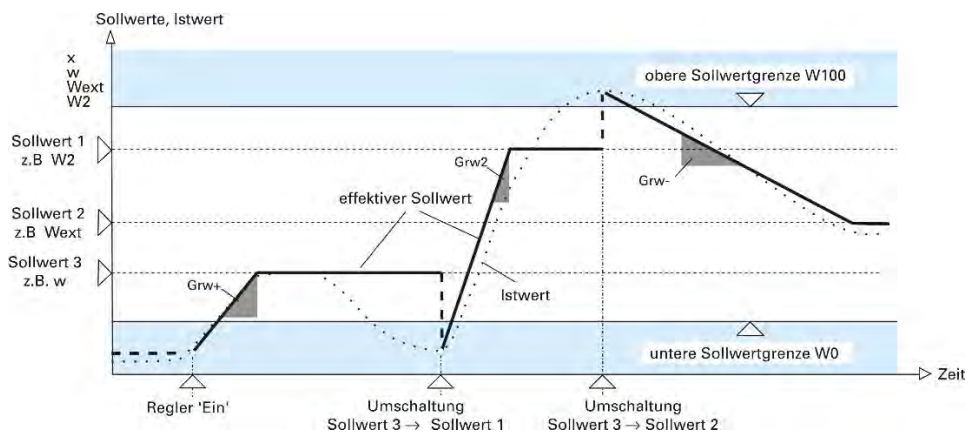 Sollwerte, Istwert
x
w
Wext
W2
obere Sollwertgrenze W100
Sollwert 1
z.B W2
Grw2
Grw-
effektiver Sollwert
Sollwert 2
z.B Wext
Sollwert 3
z.B. w
Grw+
Istwert
untere Sollwertgrenze W0
Zeit
Regler 'Ein'
Umschaltung
Sollwert 3 → Sollwert 1
Umschaltung
Sollwert 3 → Sollwert 2